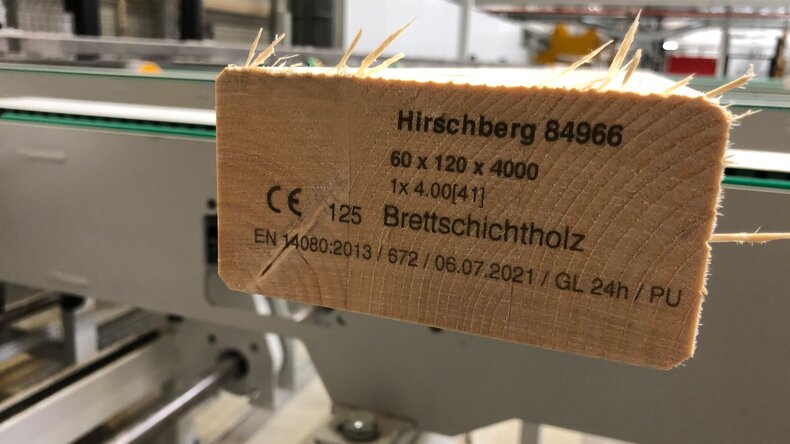 Hirschberg 84966
60 x 120 x 4000
1x 4.00[41]
CE 125 Brettschichtholz
EN 14080:2013 / 672 / 06.07.2021 / GL 24h / PU